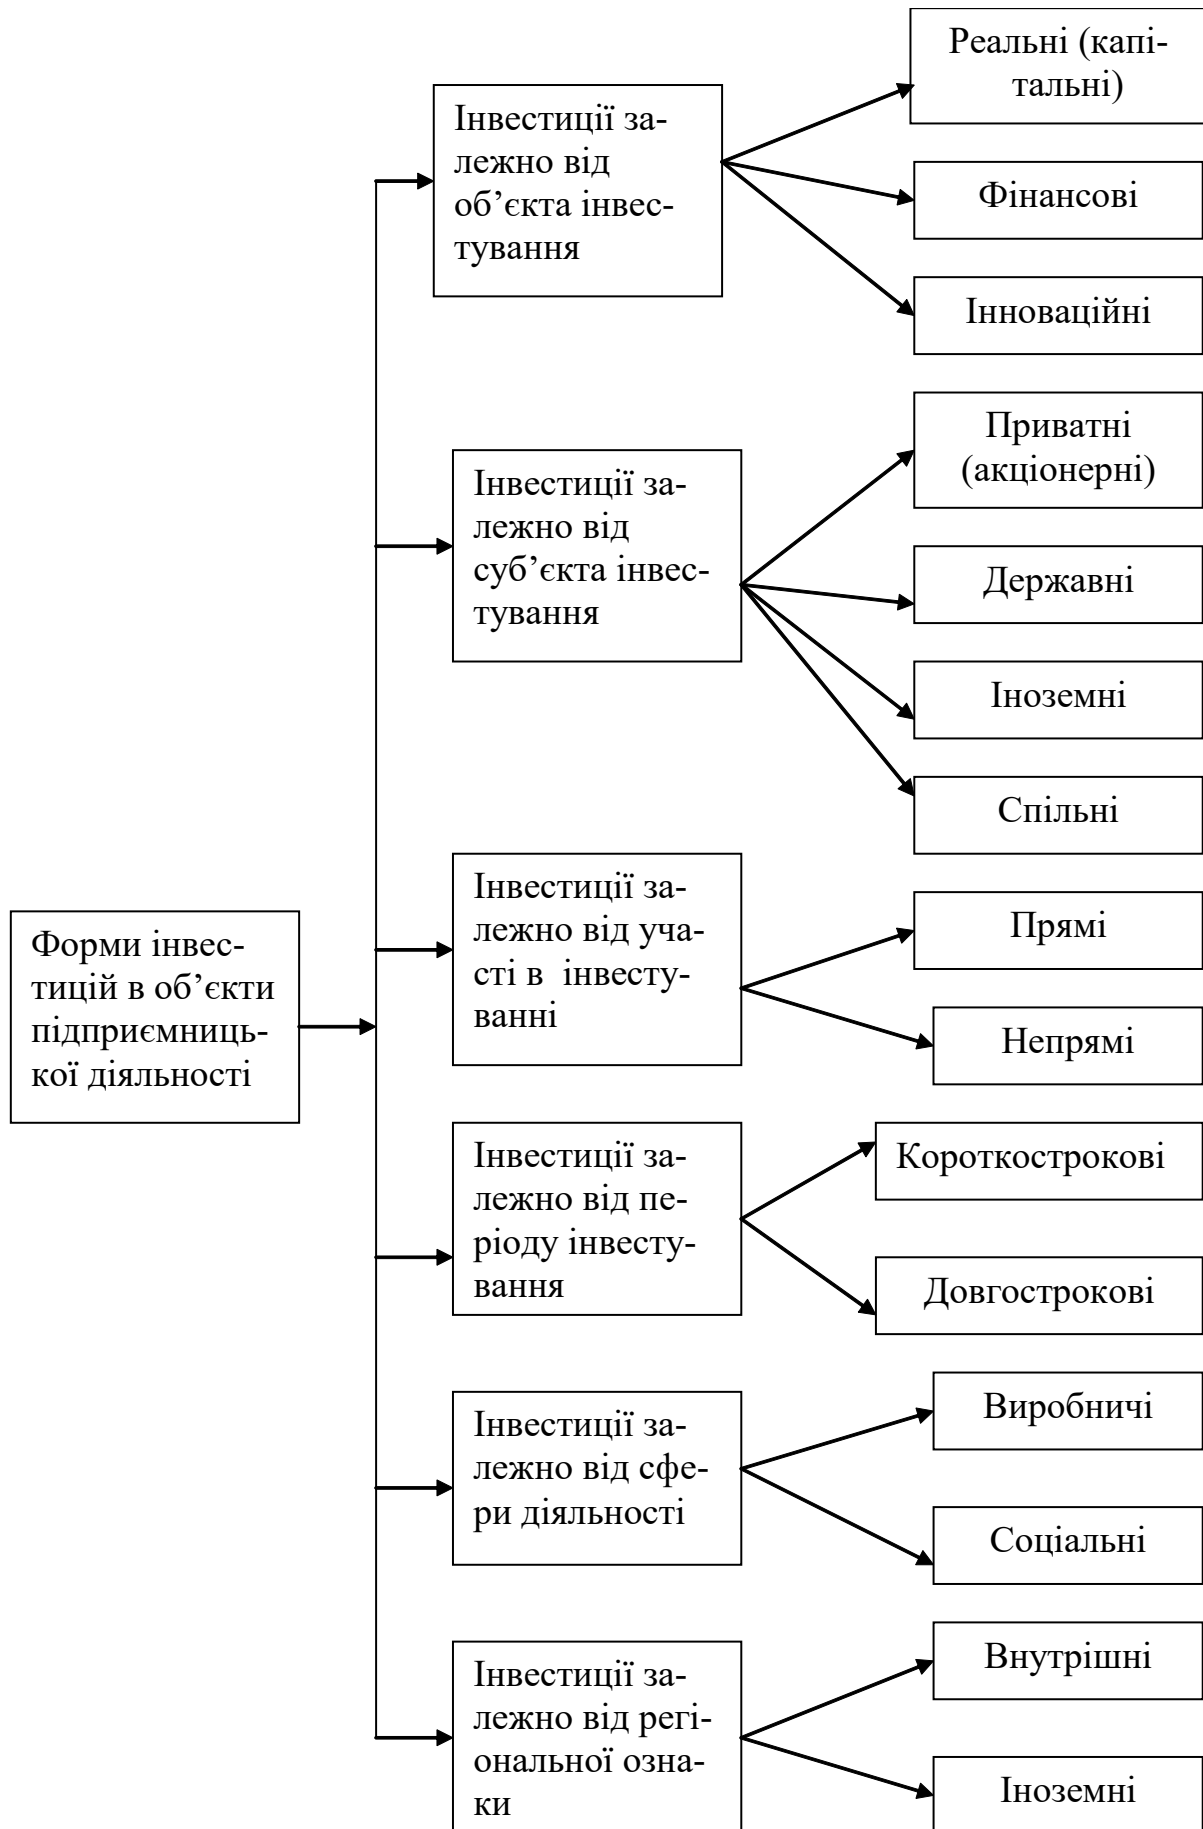 Форми інвес-
тицій в об’єкти
підприємниць-
кої діяльності
Інвестиції за-
лежно від
об’єкта інвес-
тування
Реальні (капі-
тальні)
Фінансові
Інноваційні
Інвестиції за-
лежно від
суб’єкта інвес-
тування
Приватні
(акціонерні)
Державні
Іноземні
Спільні
Інвестиції за-
лежно від уча-
сті в  інвесту-
ванні
Прямі
Непрямі
Інвестиції за-
лежно від пе-
ріоду інвесту-
вання
Короткострокові
Довгострокові
Інвестиції за-
лежно від сфе-
ри діяльності
Виробничі
Соціальні
Інвестиції за-
лежно від регі-
ональної озна-
ки
Внутрішні
Іноземні